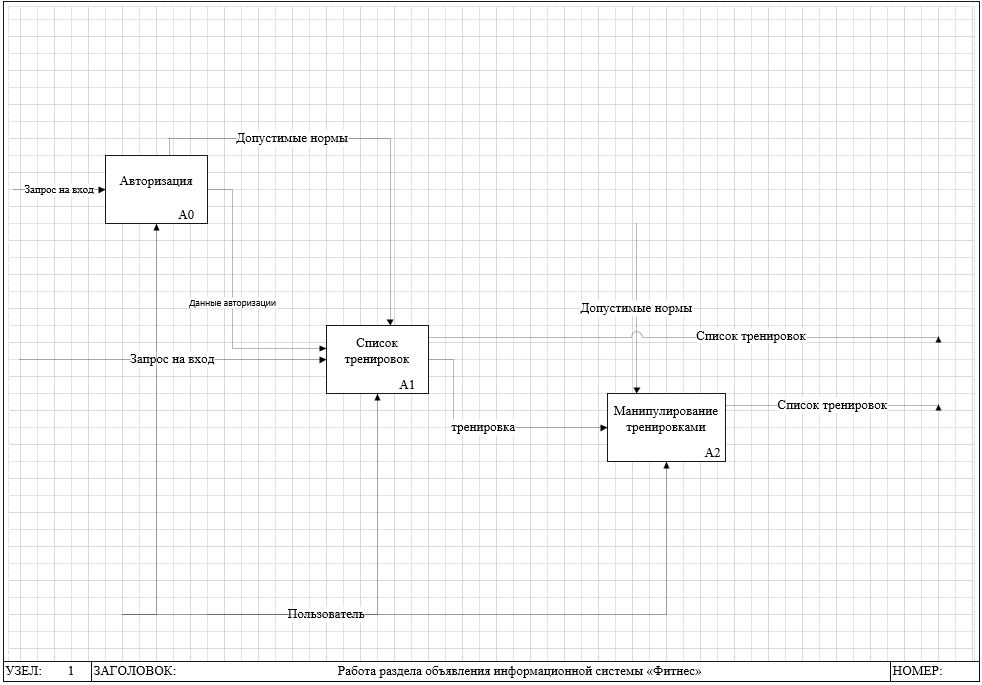 Допустимые нормы
Авторизация
Запрос на вход
A0
Данные авторизации
Допустимые нормы
Список тренировок
Список
тренировок
Запрос на вход
A1
Манипулирование
тренировками
Список тренировок
тренировка
A2
Пользователь
УЗЕЛ: 1 ЗАГОЛОВОК: Работа раздела объявления информационной системы «Фитнес» НОМЕР: